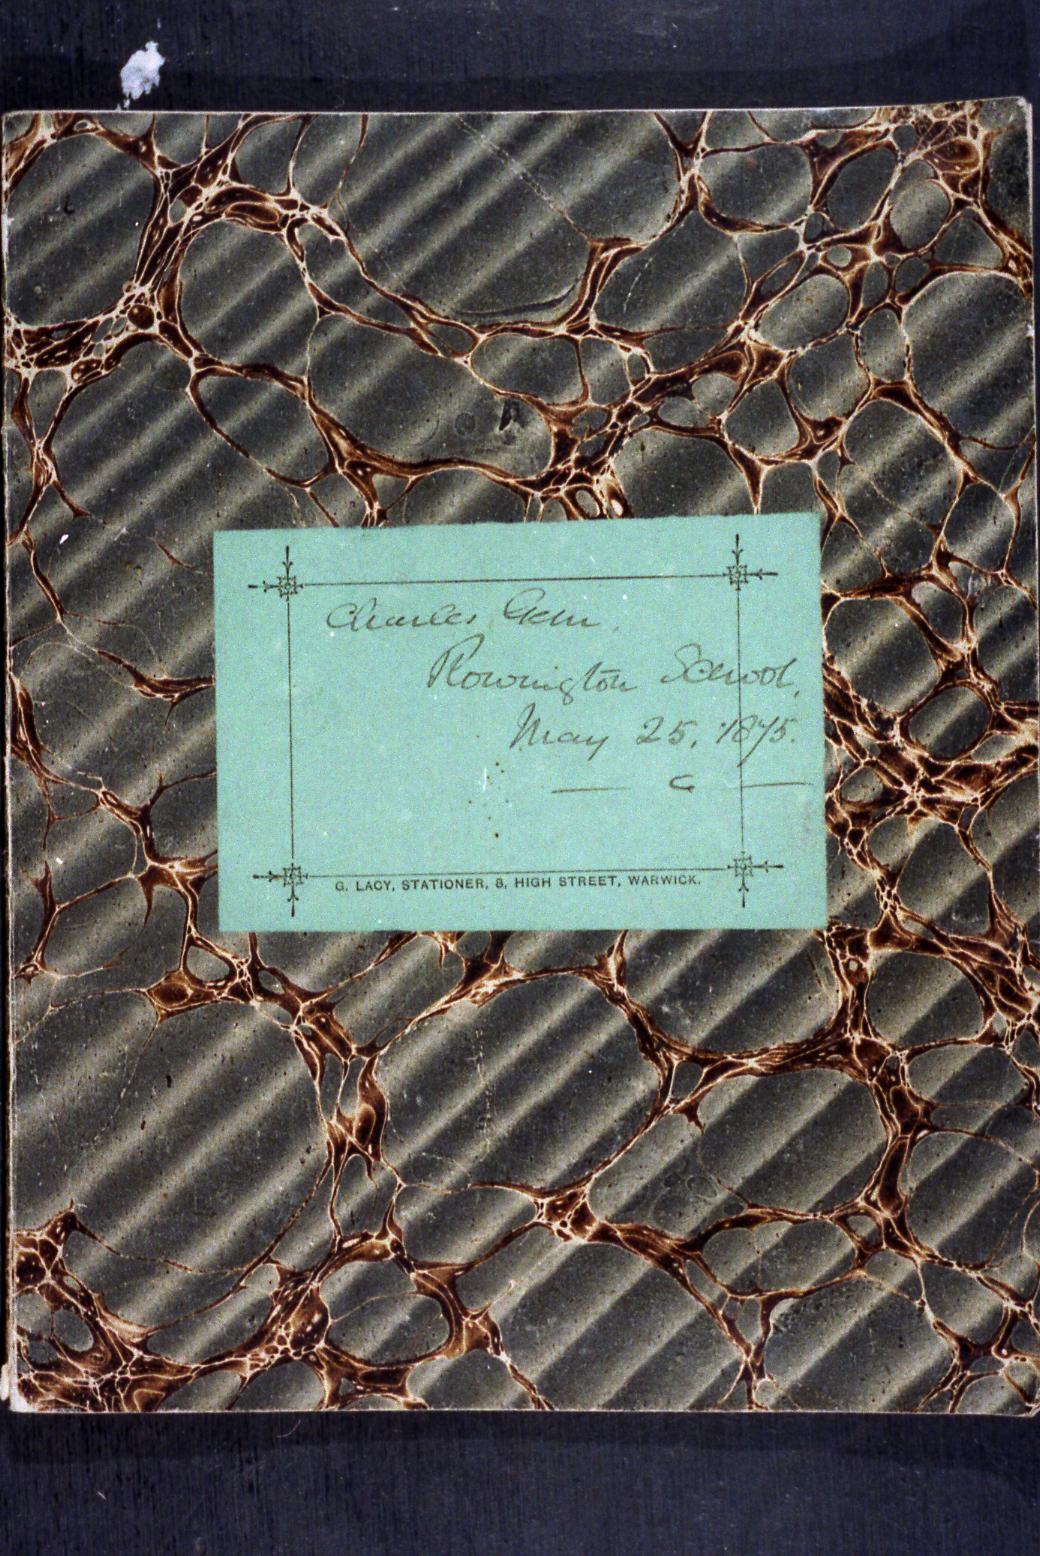 Charles Gem.
Rowington School,
May 25, 1875.
G. LACY, STATIONER, 8, HIGH STREET, WARWICK.